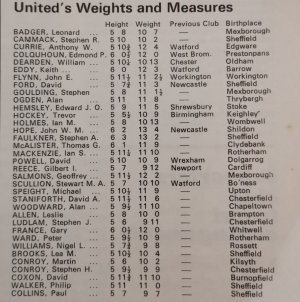 United's Weights and Measures
Height Weight Previous Club Birthplace
BADGER, Leonard ... 5 8 10 7 — Mexborough
CAMMACK, Stephen R. 5 10 10 2 — Sheffield
CURRIE, Anthony W. 5 10¾ 12 4 Watford Edgware
COLQUHOUN, Edmond P. 6 0½ 12 0 West Brom. Prestonpans
DEARDEN, William ... 5 10½ 10 13 Chester Oldham
EDDY, Keith ... 6 0 12 3 Watford Barrow
FLYNN, John E. 5 11½ 11 2½ Workington Workington
FORD, David ... 5 7¾ 11 3 Newcastle Sheffield
GOULDING, Stephen 5 8 11 1½ — Mexborough
OGDEN, Alan ... 5 11 11 8 — Thrybergh
HEMSLEY, Edward J. O. 5 9 11 5 Shrewsbury Stoke
HOCKEY, Trevor ... 5 5½ 10 9 Birmingham Keighley
HOLMES, Ian M. ... 5 8 10 13 — Wombwell
HOPE, John W. M. ... 6 2 13 4 Newcastle Shildon
FAULKNER, Stephen A. 6 3 13 2 — Sheffield
McALISTER, Thomas G. 6 1 11 9 — Clydebank
MACKENZIE, Ian S. ... 5 11½ 11 10 — Rotherham
POWELL, David ... 5 10 10 9 Wrexham Dolgarrog
REECE, Gilbert I. ... 5 7 9 12 Newport Cardiff
SALMONS, Geoffrey ... 5 11½ 12 2 — Mexborough
SCULLION, Stewart M. A. 5 7 10 10 Watford Bo'ness
SPEIGHT, Michael ... 5 10½ 11 9 — Upton
STANIFORTH, David A. 5 11½ 11 6 — Chesterfield
WOODWARD, Alan ... 5 9½ 11 10 — Chapeltown
ALLEN, Leslie ... 5 8 10 0 — Brampton
LUDLAM, Stephen J. 5 6 9 11 — Chesterfield
FRANCE, Gary ... 6 0½ 12 0 — Whitwell
WARD, Peter ... 5 9½ 10 9 — Rotherham
WILLIAMS, Nigel L. ... 5 7½ 9 8 — Rossett
BROOKS, Lee M. ... 5 10½ 10 4 — Sheffield
CONROY, Martin ... 5 6 10 2 — Kilsyth
CONROY, Stephen H. 5 9½ 9 9 — Chesterfield
COXON, David ... 5 11½ 11 2 — Burnopfield
WALKER, Philip ... 5 11 11 0 — Sheffield
COLLINS, Paul ... 5 7 9 7 — Sheffield